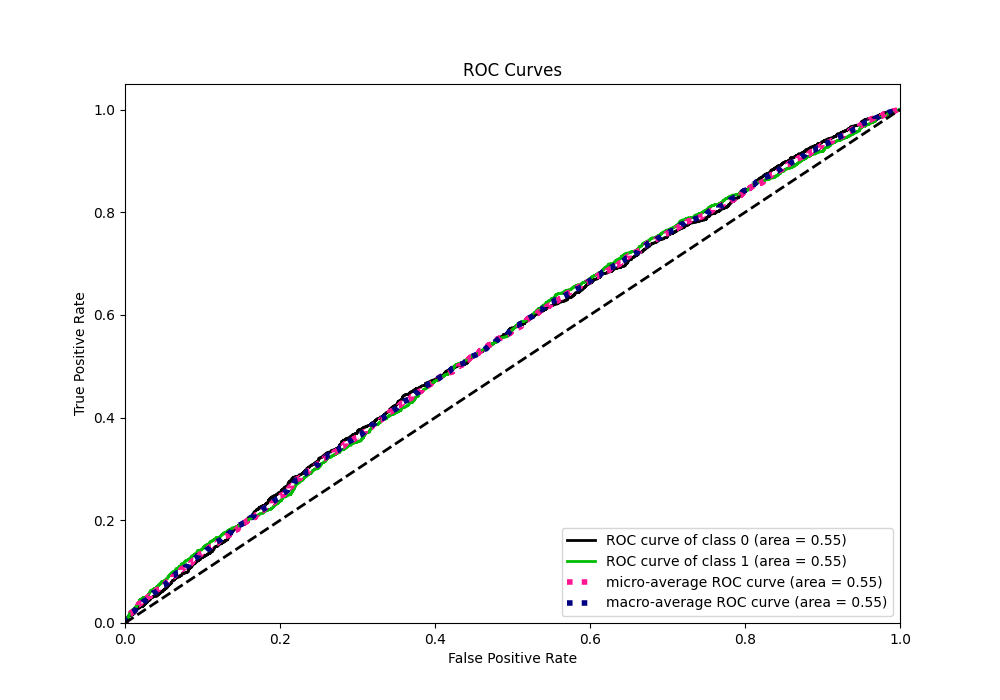 ROC Curves
1.0
0.8
0.6
0.4
0.2
0.0
True Positive Rate
0.0 0.2 0.4 0.6 0.8 1.0
False Positive Rate
ROC curve of class 0 (area = 0.55)
ROC curve of class 1 (area = 0.55)
micro-average ROC curve (area = 0.55)
macro-average ROC curve (area = 0.55)